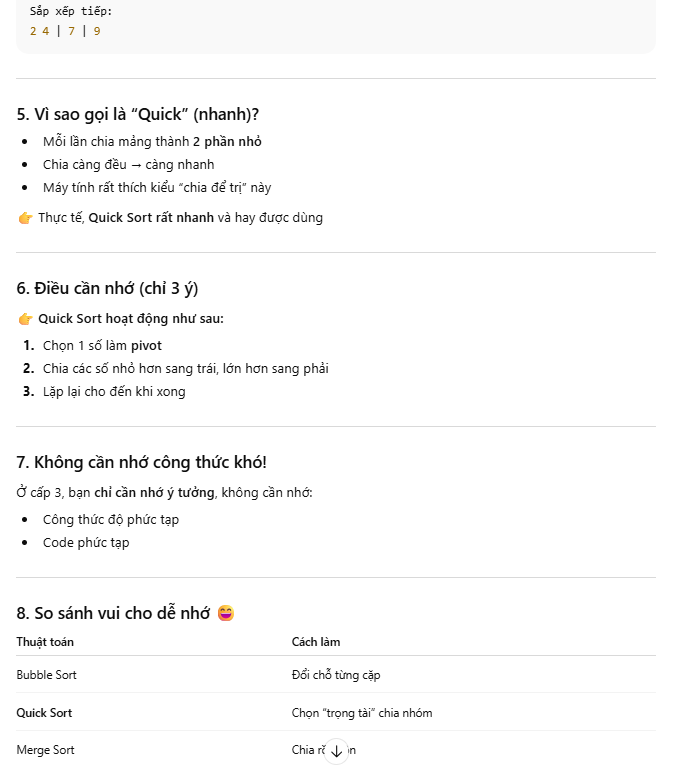 Sắp xếp tiếp:
2 4 | 7 | 9
5. Vì sao gọi là “Quick” (nhanh)?
• Mỗi lần chia mảng thành 2 phần nhỏ
• Chia càng đều → càng nhanh
• Máy tính rất thích kiểu “chia để trị” này
👉 Thực tế, Quick Sort rất nhanh và hay được dùng
6. Điều cần nhớ (chỉ 3 ý)
👉 Quick Sort hoạt động như sau:
1. Chọn 1 số làm pivot
2. Chia các số nhỏ hơn sang trái, lớn hơn sang phải
3. Lặp lại cho đến khi xong
7. Không cần nhớ công thức khó!
Ở cấp 3, bạn chỉ cần nhớ ý tưởng, không cần nhớ:
• Công thức độ phức tạp
• Code phức tạp
8. So sánh vui cho dễ nhớ 😄
Thuật toán Cách làm
Bubble Sort Đổi chỗ từng cặp
Quick Sort Chọn “trọng tài” chia nhóm
Merge Sort Chia